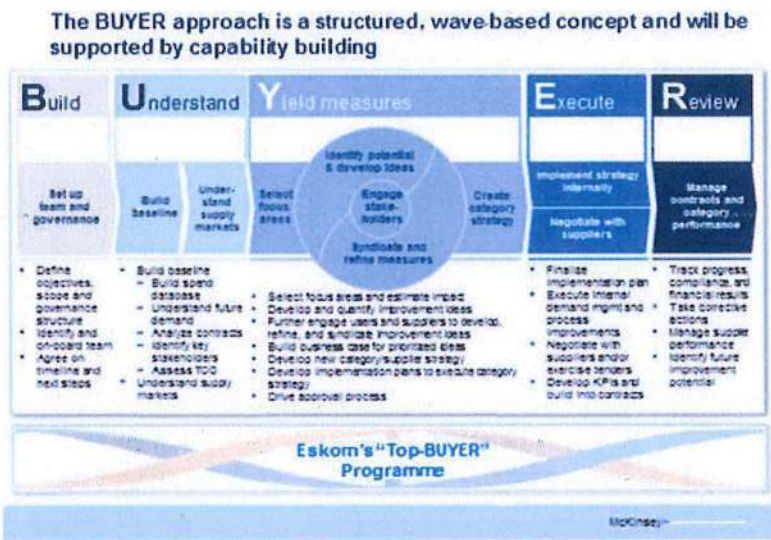 The BUYER approach is a structured, wave-based concept and will be
supported by capability building
Build
Understand
Yield measures
Execute
Review
Set up
team and
governance
Build
baseline
Under-
stand
supply
markets
Select
focus
areas
Identify potential
& develop ideas
Engage
stake-
holders
Syndicate and
refine measures
Create
category
strategy
Implement strategy
internally
Negotiate with
suppliers
Manage
contracts and
category
performance
• Define
objectives,
scope and
governance
structure
• Identify and
on-board team
• Agree on
timeline and
next steps
• Build baseline
– Build spend
database
– Understand future
demand
– Analyze contracts
– Identify key
stakeholders
– Assess TCO
• Understand supply
markets
• Select focus areas and estimate impact
• Develop and quantify improvement ideas
• Further engage users and suppliers to develop,
refine, and syndicate improvement ideas
• Build business case for prioritized ideas
• Develop new category/supplier strategy
• Develop implementation plans to execute category
strategy
• Drive approval process
• Finalize
implementation plan
• Execute internal
demand mgmt and
process
improvements
• Negotiate with
suppliers and/or
exercise tenders
• Develop KPIs and
build into contracts
• Track progress,
compliance, and
financial results
• Take corrective
actions
• Manage supplier
performance
• Identify future
improvement
potential
Eskom's "Top-BUYER"
Programme
McKinsey